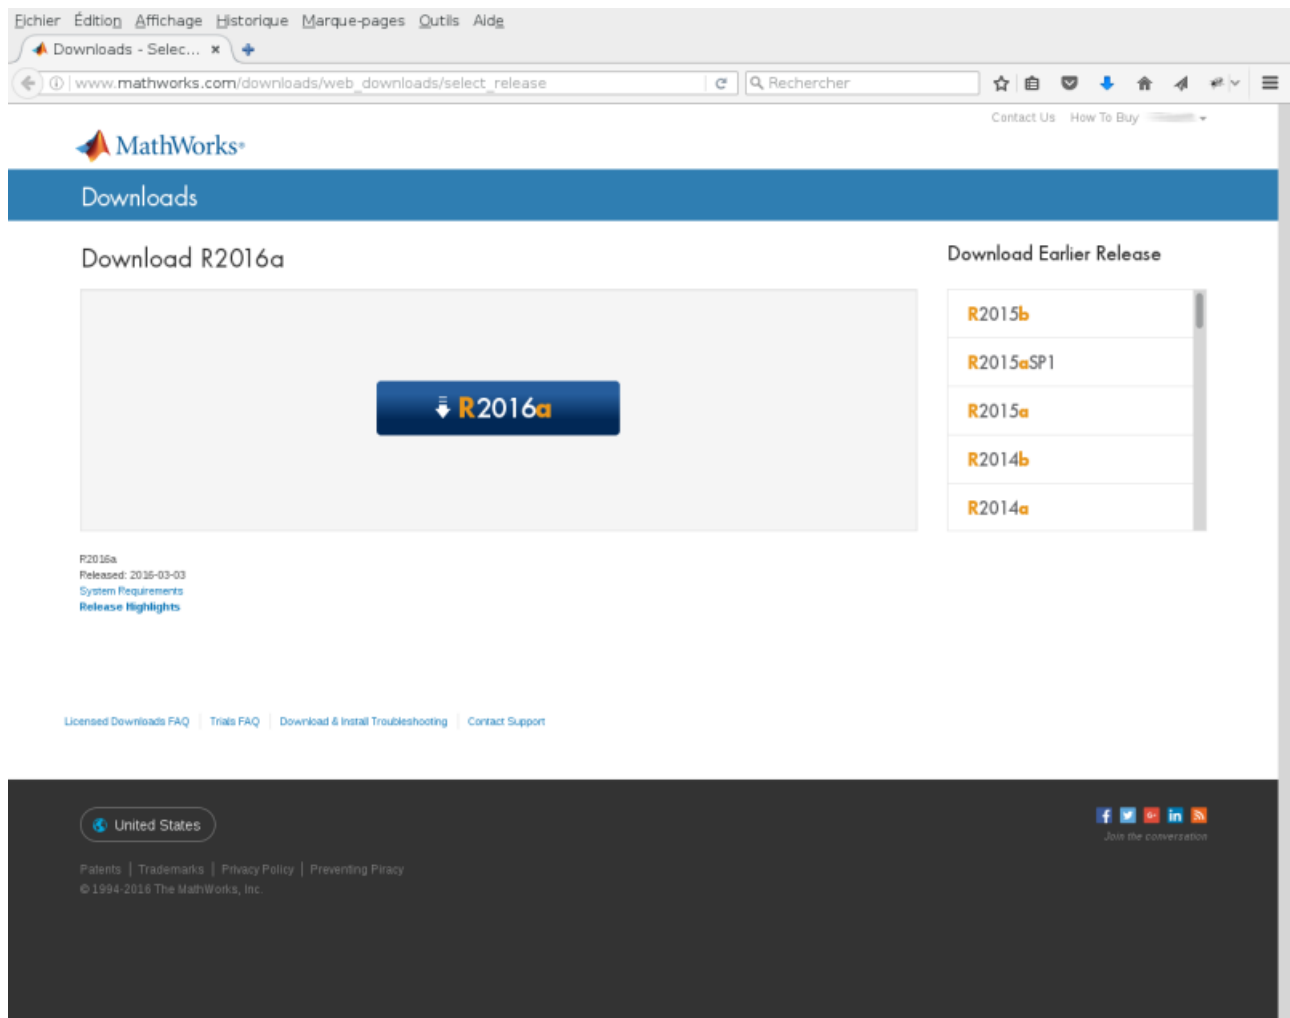 Fichier Édition Affichage Historique Marque-pages Outils Aide
Downloads - Selec...
www.mathworks.com/downloads/web_downloads/select_release
Rechercher
Contact Us How To Buy
MathWorks®
Downloads
Download R2016a
Download Earlier Release
R2016a
R2015b
R2015aSP1
R2015a
R2014b
R2014a
R2016a
Released: 2016-03-03
System Requirements
Release Highlights
Licensed Downloads FAQ
Trials FAQ
Download & Install Troubleshooting
Contact Support
United States
Join the conversation
Patents | Trademarks | Privacy Policy | Preventing Piracy
© 1994-2016 The MathWorks, Inc.